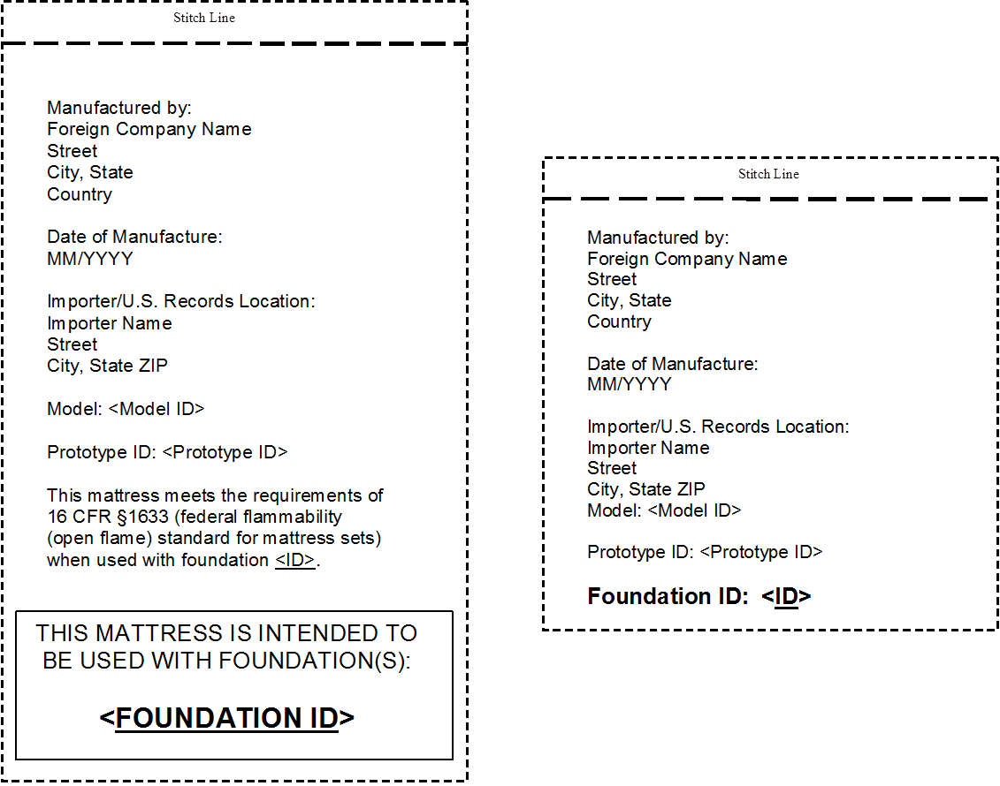 Stitch Line
Manufactured by:
Foreign Company Name
Street
City, State
Country
Date of Manufacture:
MM/YYYY
Importer/U.S. Records Location:
Importer Name
Street
City, State ZIP
Model: <Model ID>
Prototype ID: <Prototype ID>
This mattress meets the requirements of
16 CFR §1633 (federal flammability
(open flame) standard for mattress sets)
when used with foundation <ID>.
THIS MATTRESS IS INTENDED TO
BE USED WITH FOUNDATION(S):
<FOUNDATION ID>
Stitch Line
Manufactured by:
Foreign Company Name
Street
City, State
Country
Date of Manufacture:
MM/YYYY
Importer/U.S. Records Location:
Importer Name
Street
City, State ZIP
Model: <Model ID>
Prototype ID: <Prototype ID>
Foundation ID: <ID>